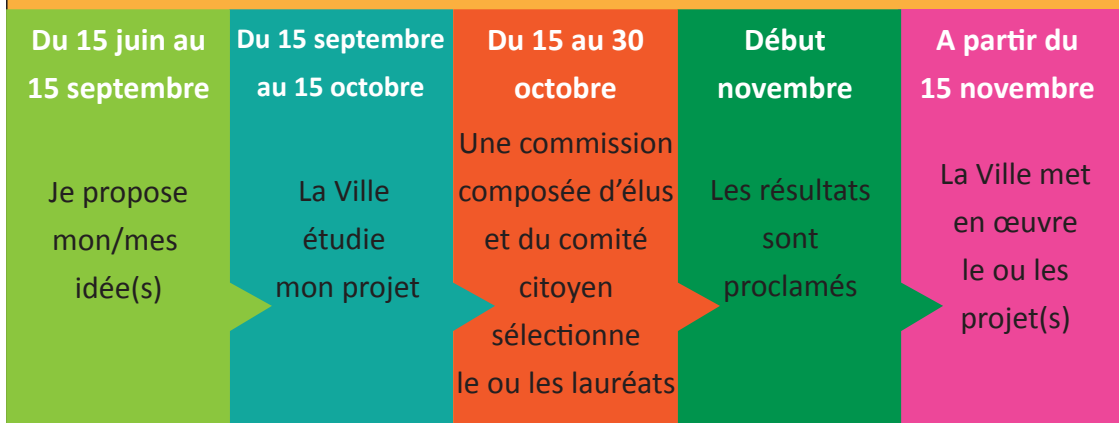 Du 15 juin au
15 septembre
Je propose
mon/mes
idée(s)
Du 15 septembre
au 15 octobre
La Ville
étudie
mon projet
Du 15 au 30
octobre
Une commission
composée d’élus
et du comité
citoyen
sélectionne
le ou les lauréats
Début
novembre
Les résultats
sont
proclamés
A partir du
15 novembre
La Ville met
en œuvre
le ou les
projet(s)